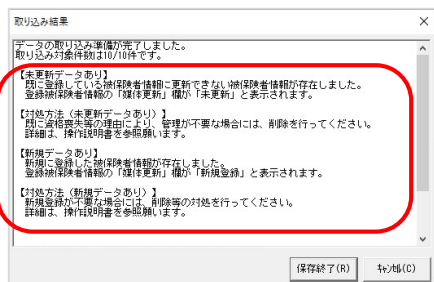 取り込み結果
データの取り込み準備が完了しました。
取り込み対象件数は10/10件です。
【未更新データあり】
既に登録している被保険者情報に更新できない被保険者情報が存在しました。
登録被保険者情報の「媒体更新」欄が「未更新」と表示されます。
【対処方法（未更新データあり）】
既に資格喪失等の理由により、管理が不要な場合には、削除を行ってください。
詳細は、操作説明書を参照願います。
【新規データあり】
新規に登録した被保険者情報が存在しました。
登録被保険者情報の「媒体更新」欄が「新規登録」と表示されます。
【対処方法（新規データあり）】
新規登録が不要な場合には、削除等の対処を行ってください。
詳細は、操作説明書を参照願います。
保存終了(R)
ｷｬﾝｾﾙ(C)